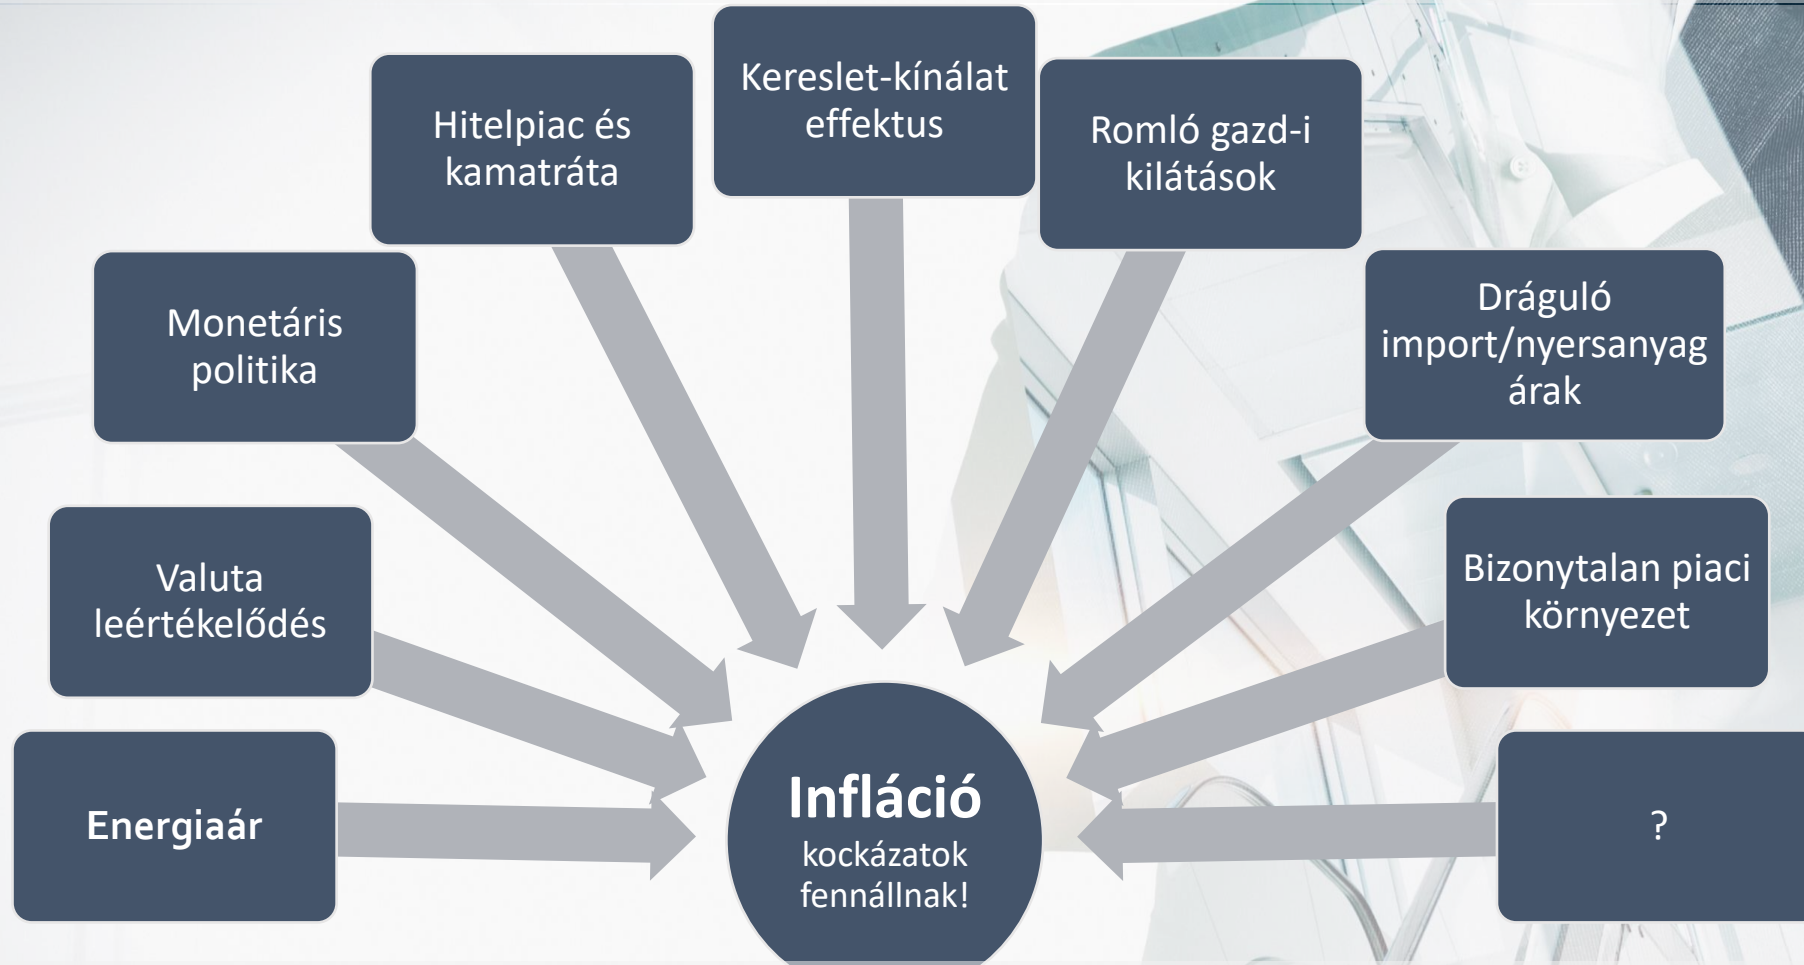 Kereslet-kínálat
effektus
Hitelpiac és
kamatráta
Romló gazd-i
kilátások
Monetáris
politika
Dráguló
import/nyersanyag
árak
Valuta
leértékelődés
Bizonytalan piaci
környezet
Energiaár
?
Infláció
kockázatok
fennállnak!